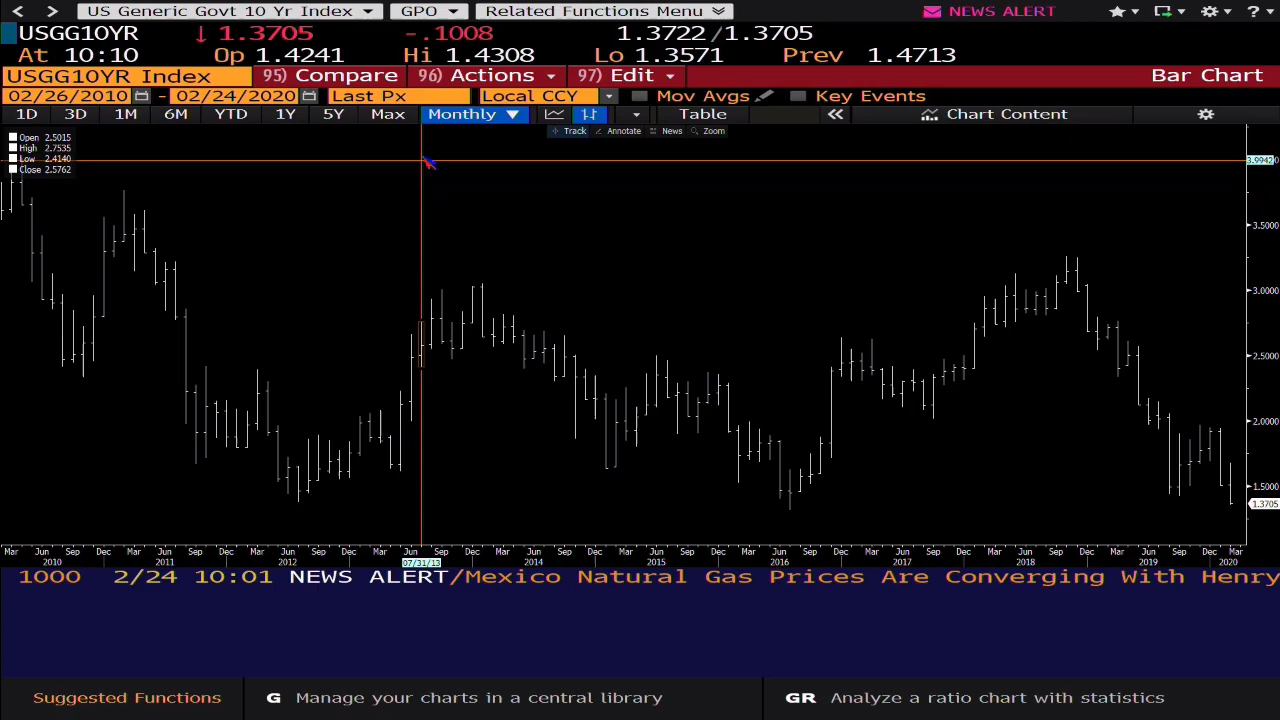 US Generic Govt 10 Yr Index GPO Related Functions Menu NEWS ALERT ?
USGG10YR ↓ 1.3705 -.1008 1.3722/1.3705
At 10:10 Op 1.4241 Hi 1.4308 Lo 1.3571 Prev 1.4713
USGG10YR Index 95) Compare 96) Actions 97) Edit Bar Chart
02/26/2010 - 02/24/2020 Last Px Local CCY Mov Avgs Key Events
1D 3D 1M 6M YTD 1Y 5Y Max Monthly ▼ Table « Chart Content
Track Annotate News Zoom
Open 2.5015
High 2.7535
Low 2.4140
Close 2.5762
3.9942
3.5000
3.0000
2.5000
2.0000
1.5000
1.3705
Mar Jun Sep Dec Mar Jun Sep Dec Mar Jun Sep Dec Mar Jun Sep Dec Mar Jun Sep Dec Mar Jun Sep Dec Mar Jun Sep Dec Mar Jun Sep Dec Mar Jun Sep Dec Mar Jun Sep Dec Mar
2010 2011 2012 07/31/13 2014 2015 2016 2017 2018 2019 2020
1000 2/24 10:01 NEWS ALERT/Mexico Natural Gas Prices Are Converging With Henry
Suggested Functions G Manage your charts in a central library GR Analyze a ratio chart with statistics